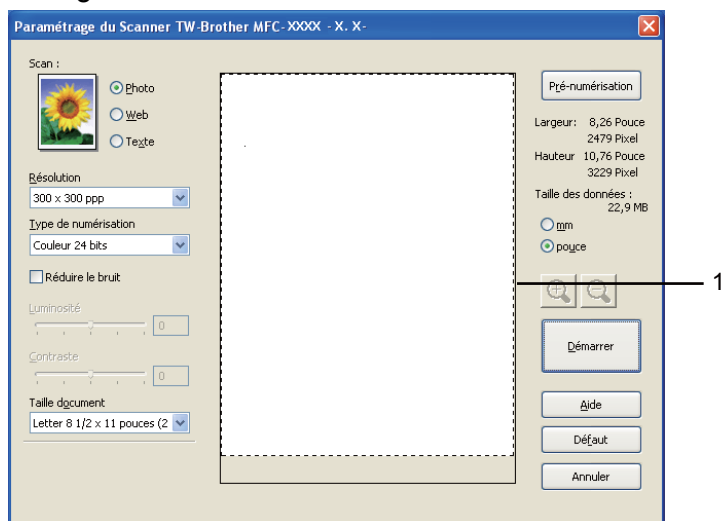 Paramétrage du Scanner TW-Brother MFC-XXXX - X. X-
Scan :
Photo
Web
Texte
Résolution
300 x 300 ppp
Type de numérisation
Couleur 24 bits
Réduire le bruit
Luminosité
0
Contraste
0
Taille document
Letter 8 1/2 x 11 pouces (2
Pré-numérisation
Largeur: 8,26 Pouce
2479 Pixel
Hauteur 10,76 Pouce
3229 Pixel
Taille des données :
22,9 MB
mm
pouce
1
Démarrer
Aide
Défaut
Annuler